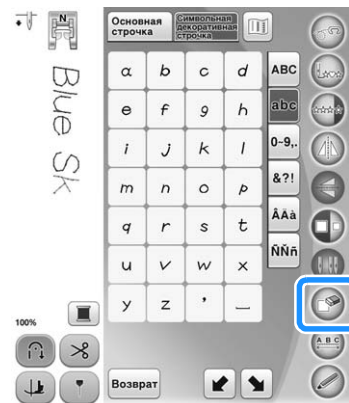 N
Основная строчка
Символьная декоративная строчка
Blue Sk
a b c d
e f g h
i j k l
m n o p
q r s t
u v w x
y z ' _
ABC
abc
0~9,.
&?!
ÂÄà
ÑÑñ
100%
A B C
Возврат